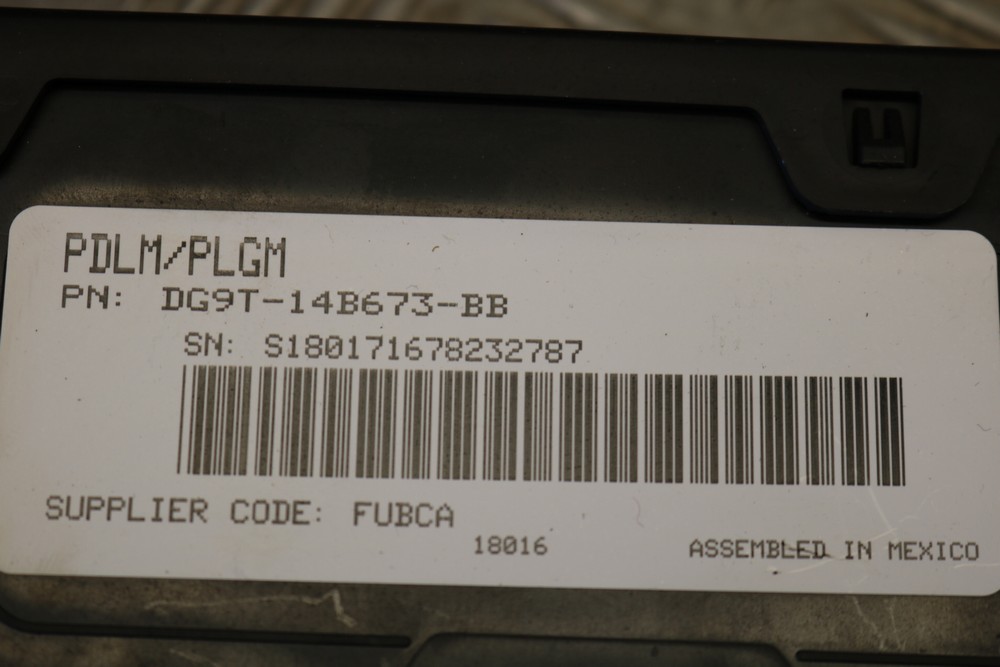 PDLM/PLGM
PN: DG9T-14B673-BB
SN: S180171678232787
SUPPLIER CODE: FUBCA
18016
ASSEMBLED IN MEXICO